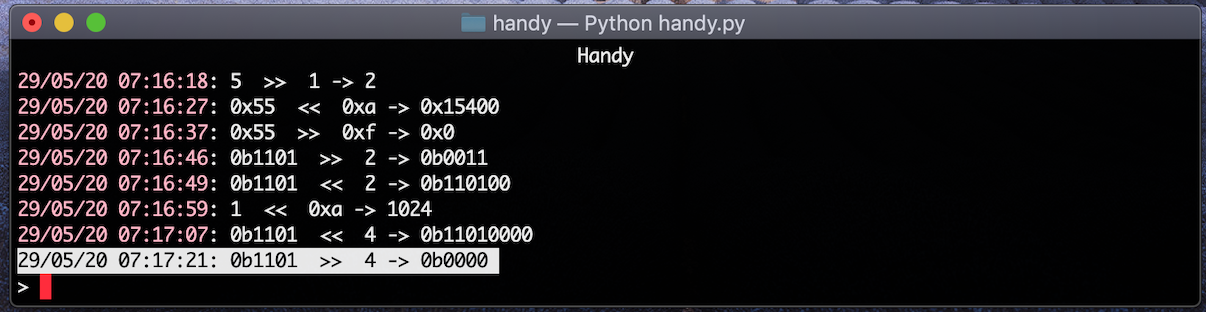 handy — Python handy.py
Handy
29/05/20 07:16:18: 5  >>  1 -> 2
29/05/20 07:16:27: 0x55  <<  0xa -> 0x15400
29/05/20 07:16:37: 0x55  >>  0xf -> 0x0
29/05/20 07:16:46: 0b1101  >>  2 -> 0b0011
29/05/20 07:16:49: 0b1101  <<  2 -> 0b110100
29/05/20 07:16:59: 1  <<  0xa -> 1024
29/05/20 07:17:07: 0b1101  <<  4 -> 0b11010000
29/05/20 07:17:21: 0b1101  >>  4 -> 0b0000
>